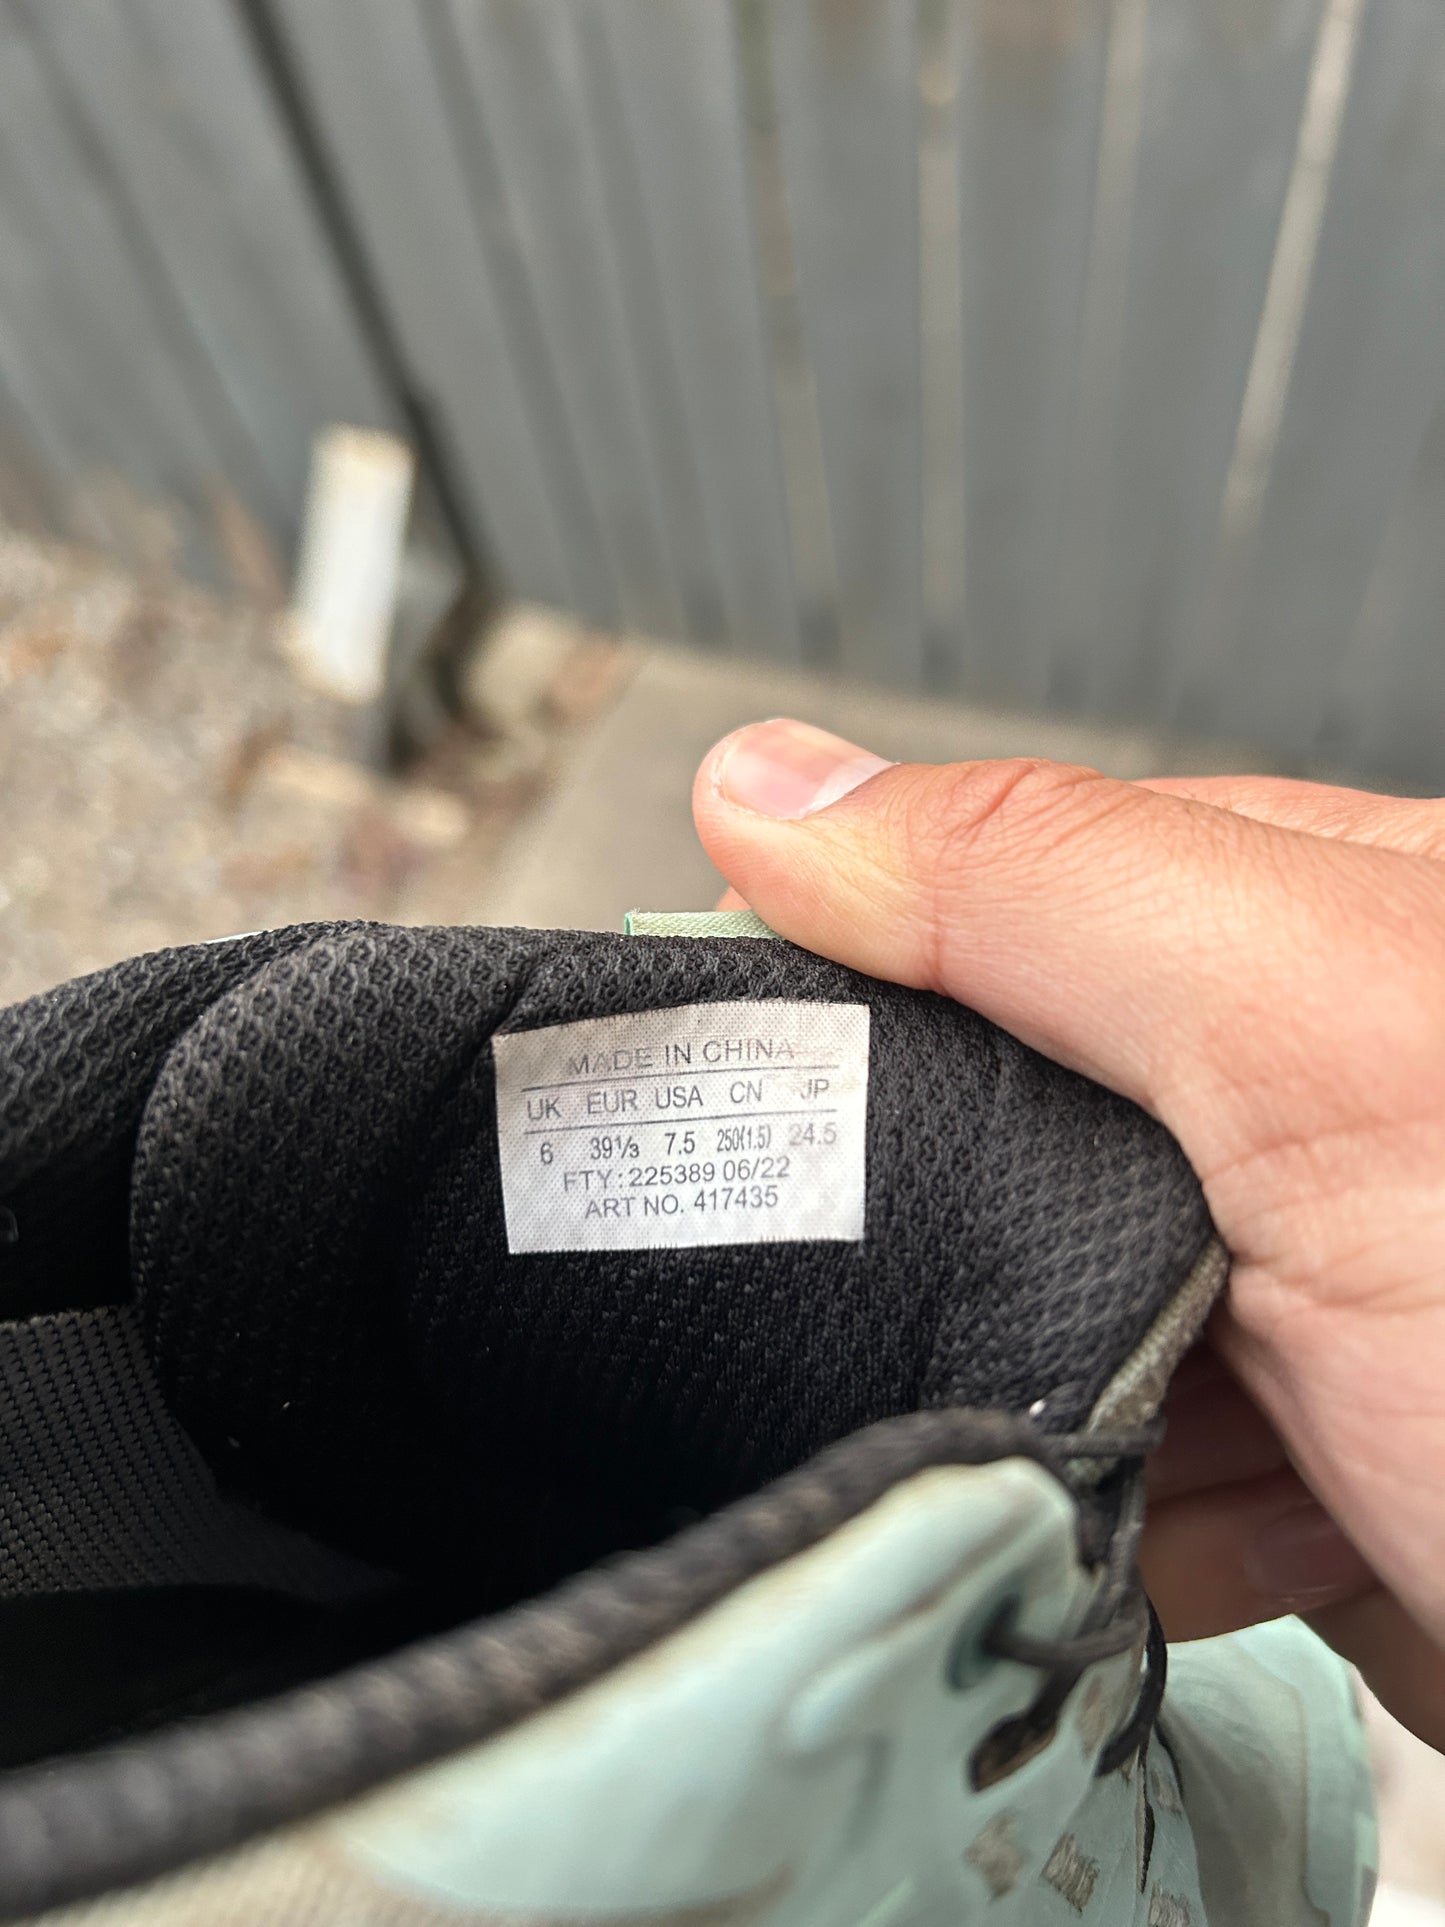 MADE IN CHINA
UK EUR USA CN JP
6 39⅓ 7.5 250(1.5) 24.5
FTY: 225389 06/22
ART NO. 417435